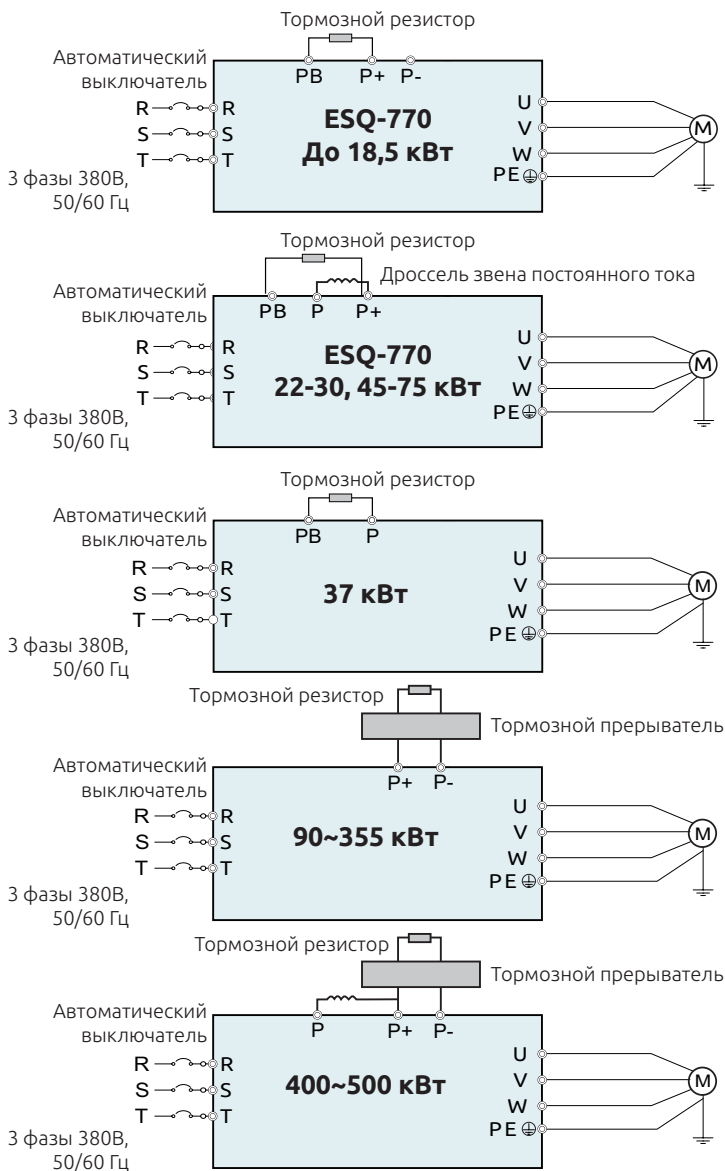 Тормозной резистор
Автоматический
выключатель
PB P+ P-
R R
S S
T T
3 фазы 380В,
50/60 Гц
ESQ-770
До 18,5 кВт
U
V
W
PE
M
Тормозной резистор
Дроссель звена постоянного тока
Автоматический
выключатель
PB P P+
R R
S S
T T
3 фазы 380В,
50/60 Гц
ESQ-770
22-30, 45-75 кВт
U
V
W
PE
M
Тормозной резистор
Автоматический
выключатель
PB P
R R
S S
T T
3 фазы 380В,
50/60 Гц
37 кВт
U
V
W
PE
M
Тормозной резистор
Тормозной прерыватель
Автоматический
выключатель
P+ P-
R R
S S
T T
3 фазы 380В,
50/60 Гц
90~355 кВт
U
V
W
PE
M
Тормозной резистор
Тормозной прерыватель
Автоматический
выключатель
P P+ P-
R R
S S
T T
3 фазы 380В,
50/60 Гц
400~500 кВт
U
V
W
PE
M